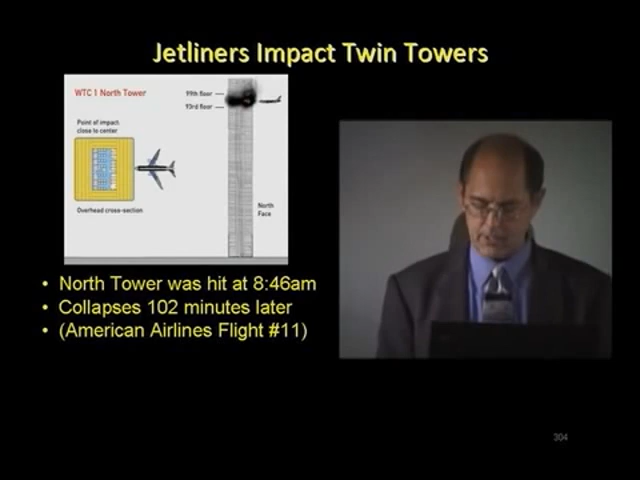 Jetliners Impact Twin Towers
WTC 1 North Tower
99th floor
93rd floor
Point of impact
close to center
Overhead cross-section
North
Face
• North Tower was hit at 8:46am
• Collapses 102 minutes later
• (American Airlines Flight #11)
304